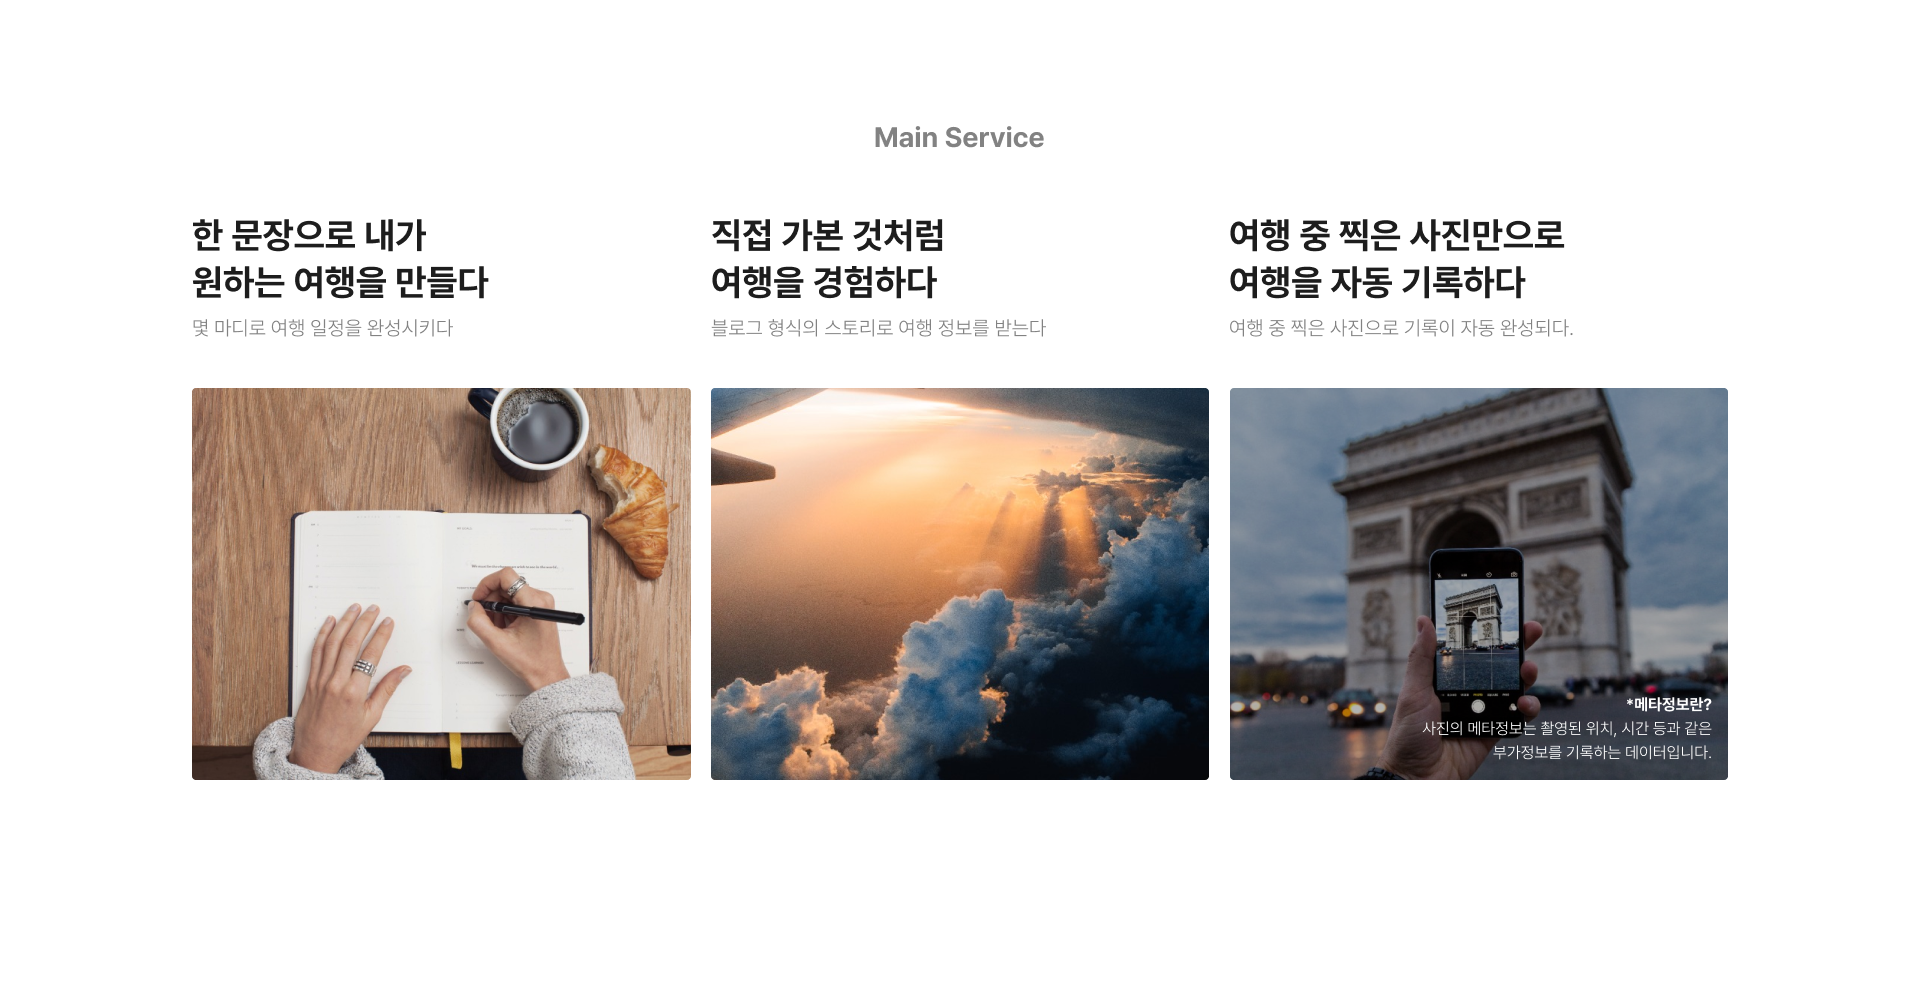 Main Service
한 문장으로 내가
원하는 여행을 만들다
몇 마디로 여행 일정을 완성시키다
직접 가본 것처럼
여행을 경험하다
블로그 형식의 스토리로 여행 정보를 받는다
여행 중 찍은 사진만으로
여행을 자동 기록하다
여행 중 찍은 사진으로 기록이 자동 완성되다.
*메타정보란?
사진의 메타정보는 촬영된 위치, 시간 등과 같은
부가정보를 기록하는 데이터입니다.